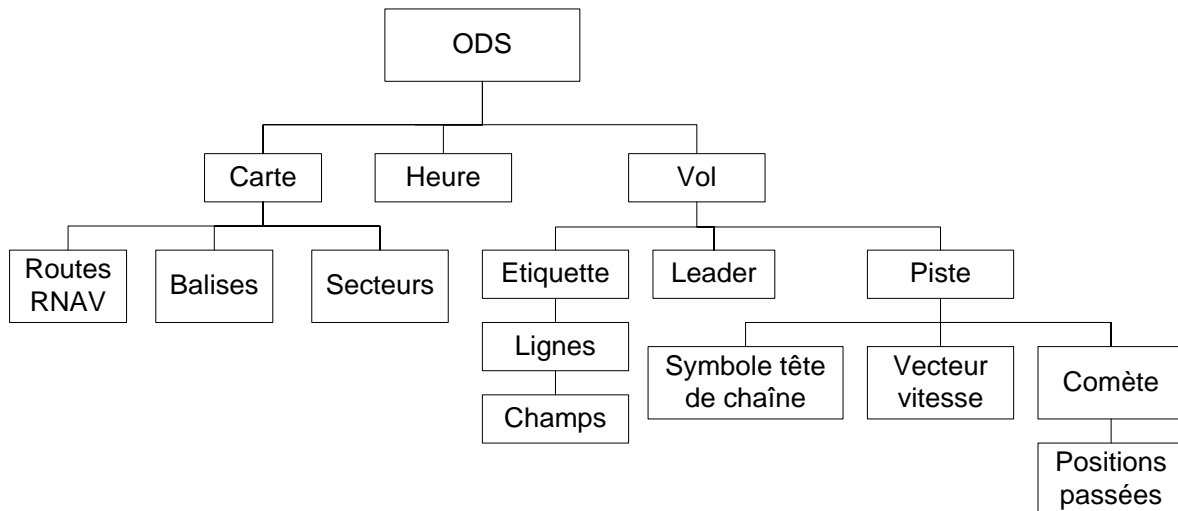 ODS
Carte
Heure
Vol
Routes
RNAV
Balises
Secteurs
Etiquette
Leader
Piste
Lignes
Champs
Symbole tête
de chaîne
Vecteur
vitesse
Comète
Positions
passées